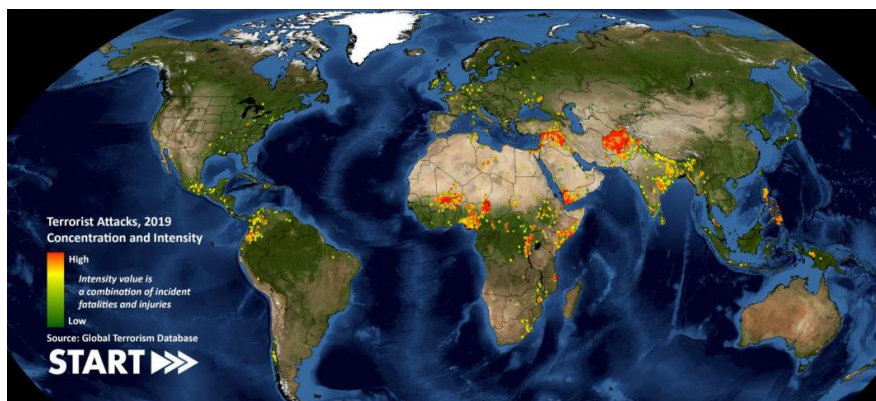 Terrorist Attacks, 2019
Concentration and Intensity
High
Intensity value is
a combination of incident
fatalities and injuries
Low
Source: Global Terrorism Database
START